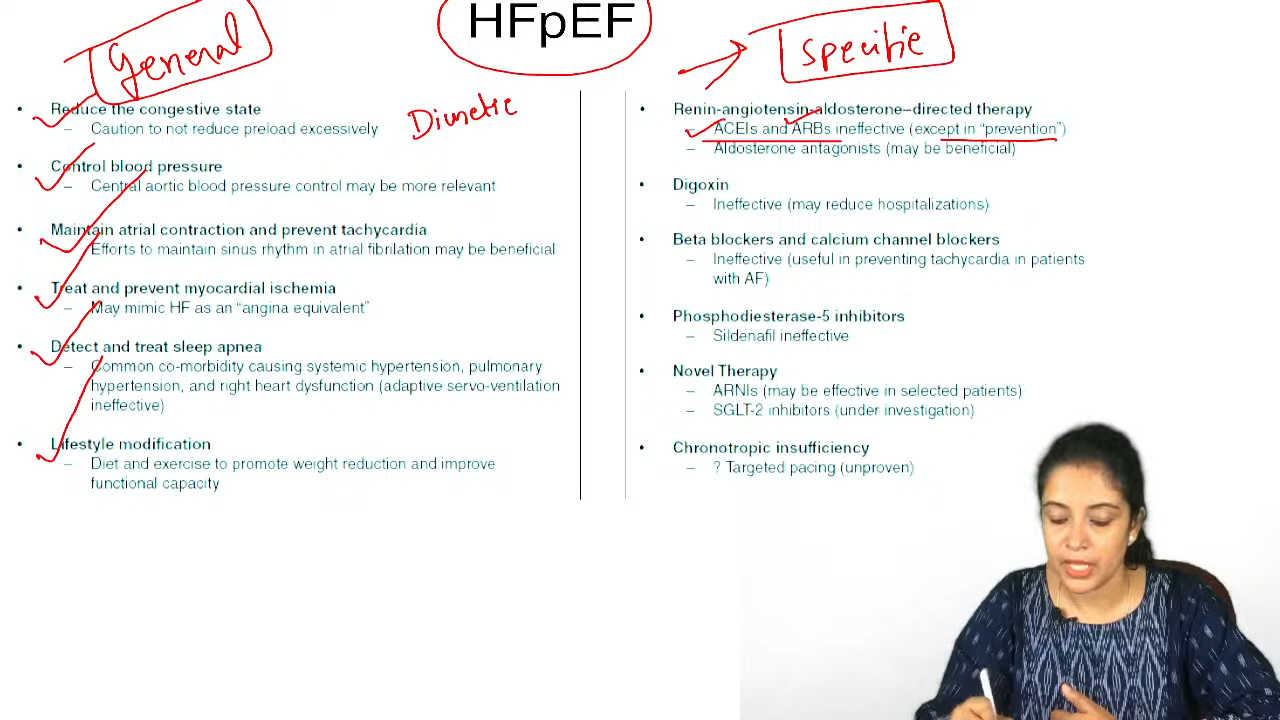 HFpEF
General
Specific
Diuretic
• Reduce the congestive state
– Caution to not reduce preload excessively
• Control blood pressure
– Central aortic blood pressure control may be more relevant
• Maintain atrial contraction and prevent tachycardia
Efforts to maintain sinus rhythm in atrial fibrilation may be beneficial
• Treat and prevent myocardial ischemia
– May mimic HF as an “angina equivalent”
• Detect and treat sleep apnea
– Common co-morbidity causing systemic hypertension, pulmonary
hypertension, and right heart dysfunction (adaptive servo-ventilation
ineffective)
• Lifestyle modification
– Diet and exercise to promote weight reduction and improve
functional capacity
• Renin-angiotensin-aldosterone–directed therapy
– ACEIs and ARBs ineffective (except in “prevention”)
– Aldosterone antagonists (may be beneficial)
• Digoxin
– Ineffective (may reduce hospitalizations)
• Beta blockers and calcium channel blockers
– Ineffective (useful in preventing tachycardia in patients
with AF)
• Phosphodiesterase-5 inhibitors
– Sildenafil ineffective
• Novel Therapy
– ARNIs (may be effective in selected patients)
– SGLT-2 inhibitors (under investigation)
• Chronotropic insufficiency
– ? Targeted pacing (unproven)